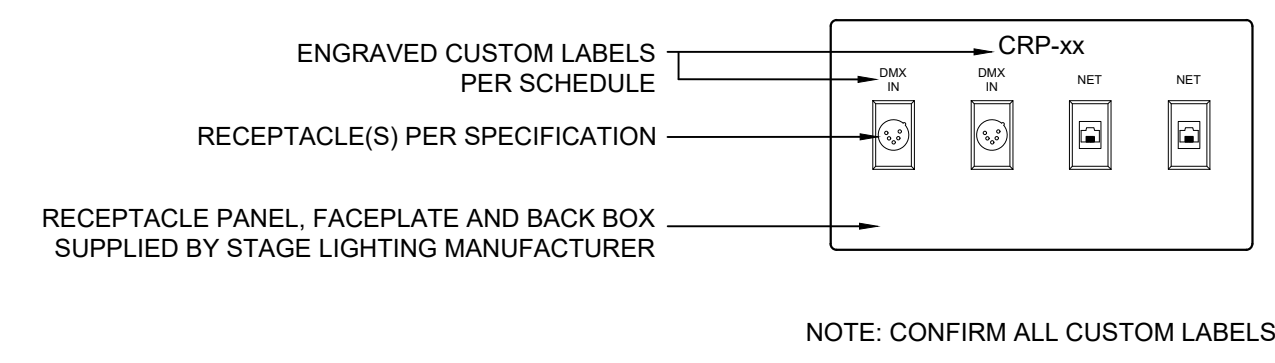 ENGRAVED CUSTOM LABELS
PER SCHEDULE
RECEPTACLE(S) PER SPECIFICATION
RECEPTACLE PANEL, FACEPLATE AND BACK BOX
SUPPLIED BY STAGE LIGHTING MANUFACTURER
CRP-xx
DMX
IN
DMX
IN
NET
NET
NOTE: CONFIRM ALL CUSTOM LABELS